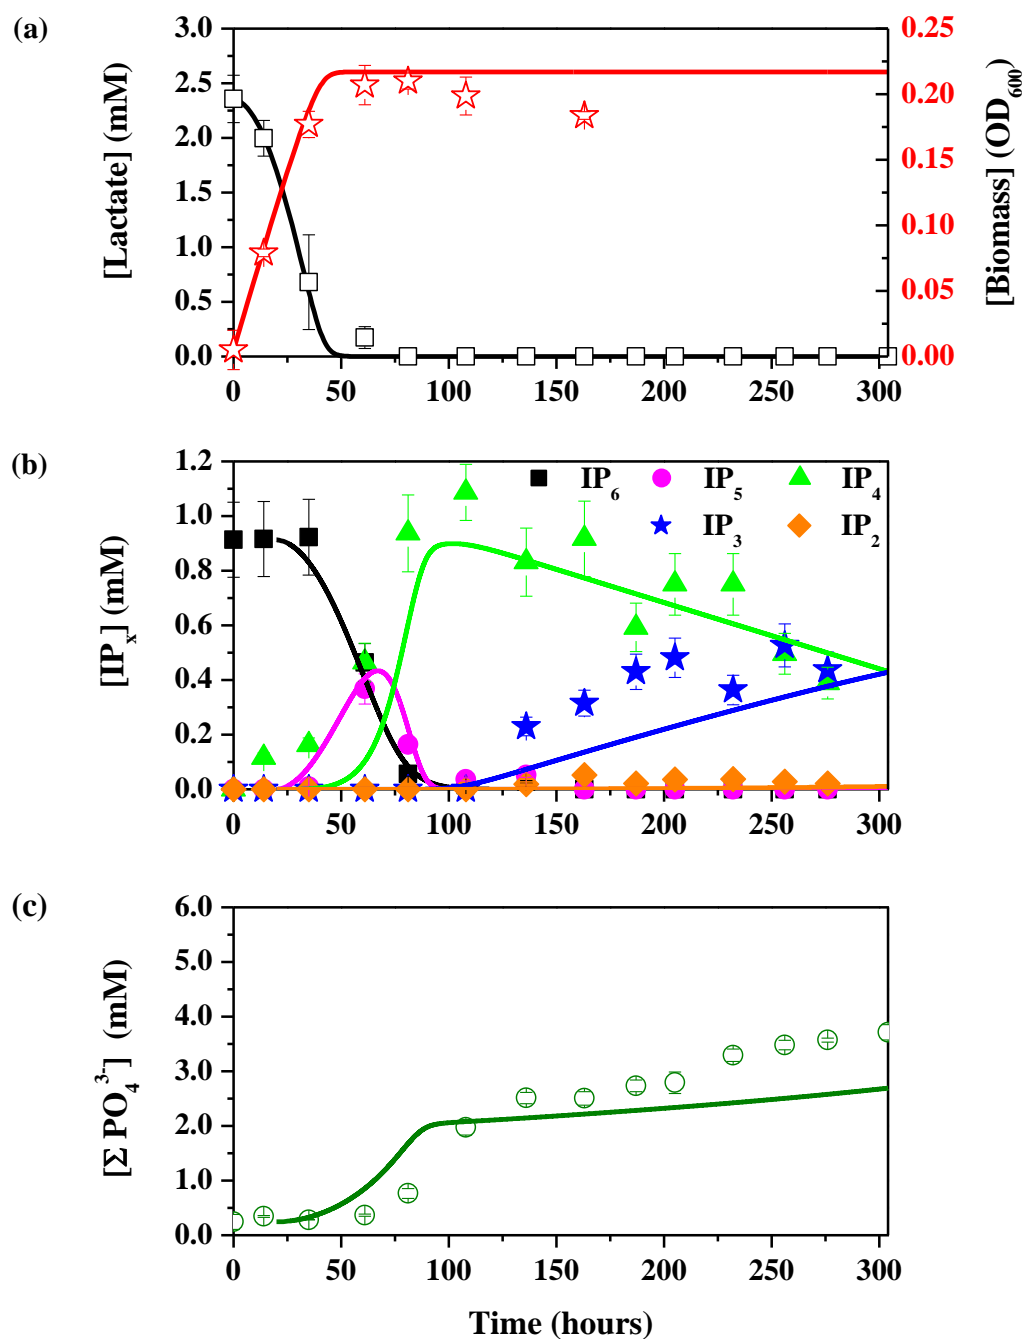 (a)
3.0
2.5
2.0
1.5
1.0
0.5
0.0
[Lactate] (mM)
0.25
0.20
0.15
0.10
0.05
0.00
[Biomass] (OD₆₀₀)
0 50 100 150 200 250 300
(b)
1.2
1.0
0.8
0.6
0.4
0.2
0.0
[IPₓ] (mM)
IP₆ IP₅ IP₄
IP₃ IP₂
0 50 100 150 200 250 300
(c)
6.0
5.0
4.0
3.0
2.0
1.0
0.0
[Σ PO₄³⁻] (mM)
0 50 100 150 200 250 300
Time (hours)